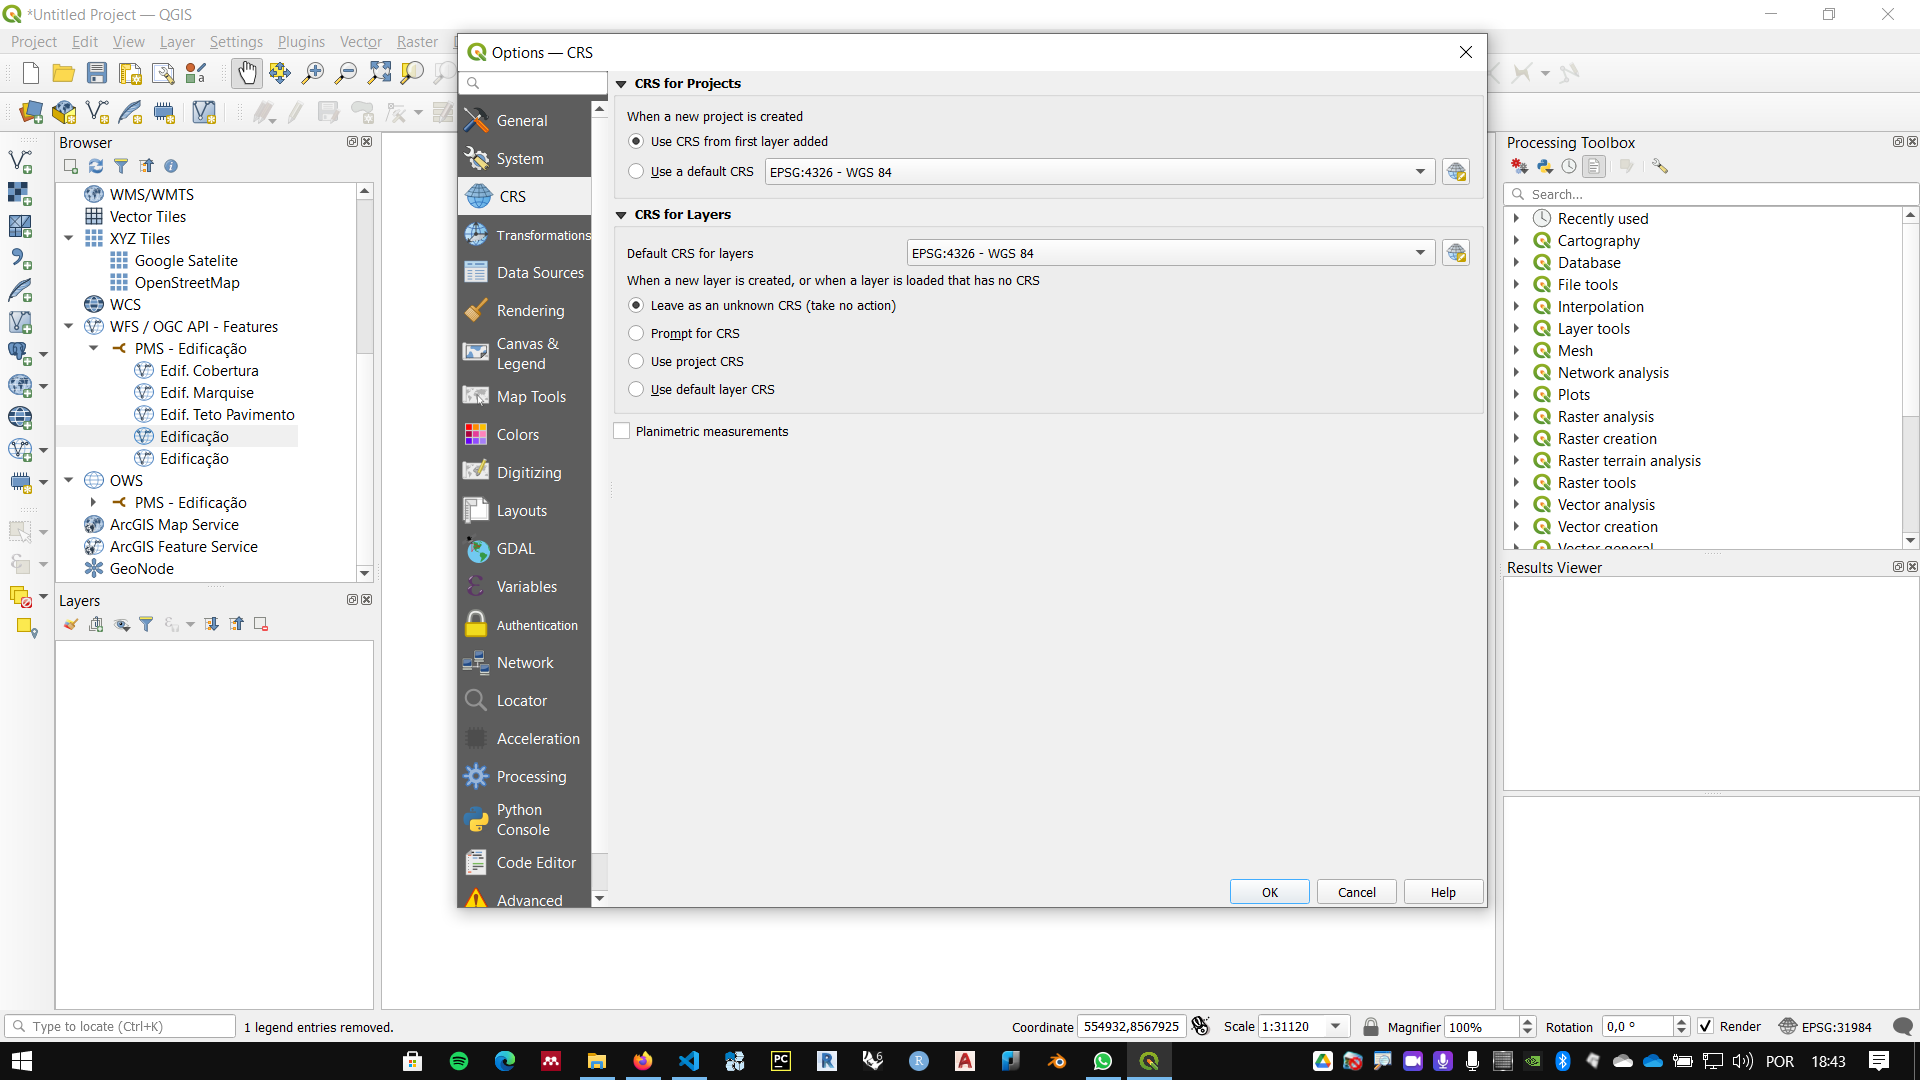 *Untitled Project — QGIS
Project Edit View Layer Settings Plugins Vector Raster
Options — CRS
General
System
CRS
Transformations
Data Sources
Rendering
Canvas &
Legend
Map Tools
Colors
Digitizing
Layouts
GDAL
Variables
Authentication
Network
Locator
Acceleration
Processing
Python
Console
Code Editor
Advanced
CRS for Projects
When a new project is created
Use CRS from first layer added
Use a default CRS
EPSG:4326 - WGS 84
CRS for Layers
Default CRS for layers
EPSG:4326 - WGS 84
When a new layer is created, or when a layer is loaded that has no CRS
Leave as an unknown CRS (take no action)
Prompt for CRS
Use project CRS
Use default layer CRS
Planimetric measurements
OK
Cancel
Help
Browser
WMS/WMTS
Vector Tiles
XYZ Tiles
Google Satelite
OpenStreetMap
WCS
WFS / OGC API - Features
PMS - Edificação
Edif. Cobertura
Edif. Marquise
Edif. Teto Pavimento
Edificação
Edificação
OWS
PMS - Edificação
ArcGIS Map Service
ArcGIS Feature Service
GeoNode
Layers
Processing Toolbox
Search...
Recently used
Cartography
Database
File tools
Interpolation
Layer tools
Mesh
Network analysis
Plots
Raster analysis
Raster creation
Raster terrain analysis
Raster tools
Vector analysis
Vector creation
Vector general
Results Viewer
Type to locate (Ctrl+K)
1 legend entries removed.
Coordinate 554932,8567925
Scale 1:31120
Magnifier 100%
Rotation 0,0 °
Render
EPSG:31984
POR
18:43